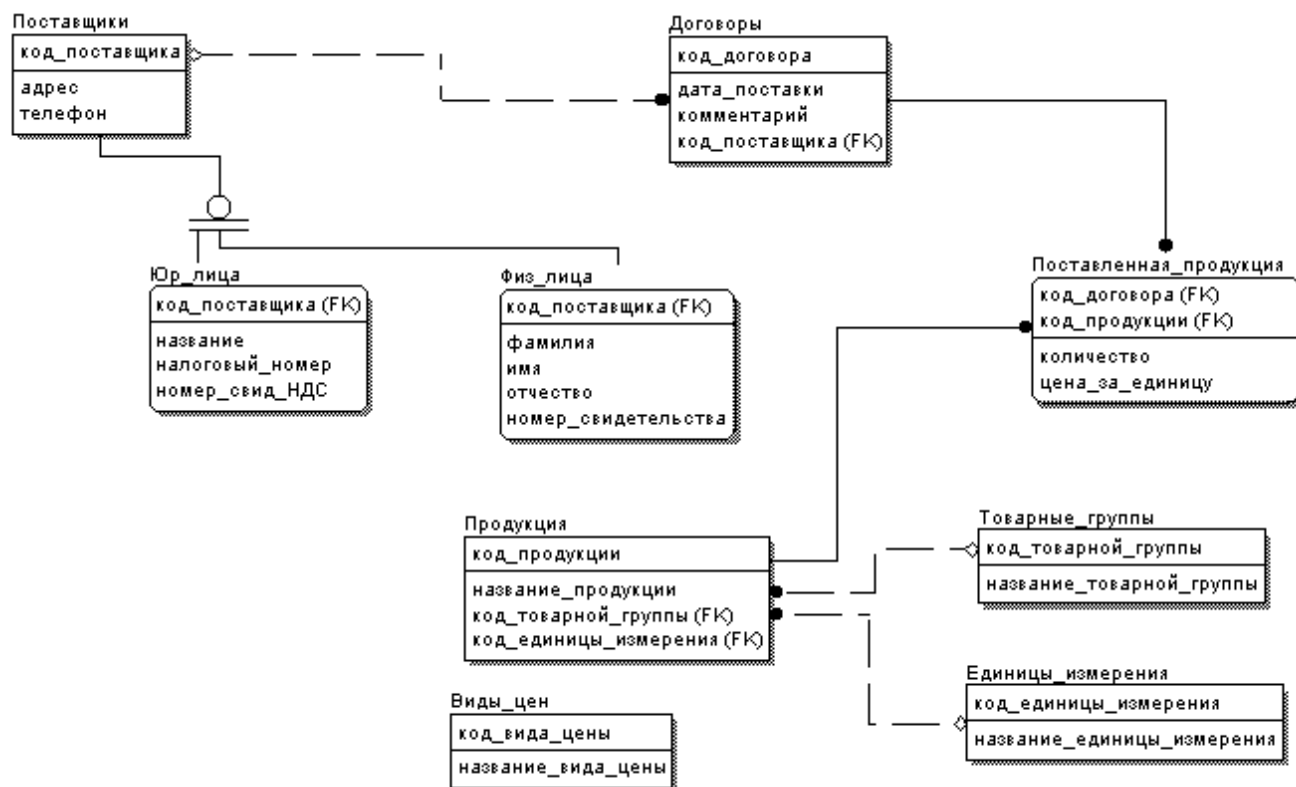 Поставщики
код_поставщика
адрес
телефон
Договоры
код_договора
дата_поставки
комментарий
код_поставщика (FK)
Юр_лица
код_поставщика (FK)
название
налоговый_номер
номер_свид_НДС
Физ_лица
код_поставщика (FK)
фамилия
имя
отчество
номер_свидетельства
Поставленная_продукция
код_договора (FK)
код_продукции (FK)
количество
цена_за_единицу
Продукция
код_продукции
название_продукции
код_товарной_группы (FK)
код_единицы_измерения (FK)
Товарные_группы
код_товарной_группы
название_товарной_группы
Единицы_измерения
код_единицы_измерения
название_единицы_измерения
Виды_цен
код_вида_цены
название_вида_цены